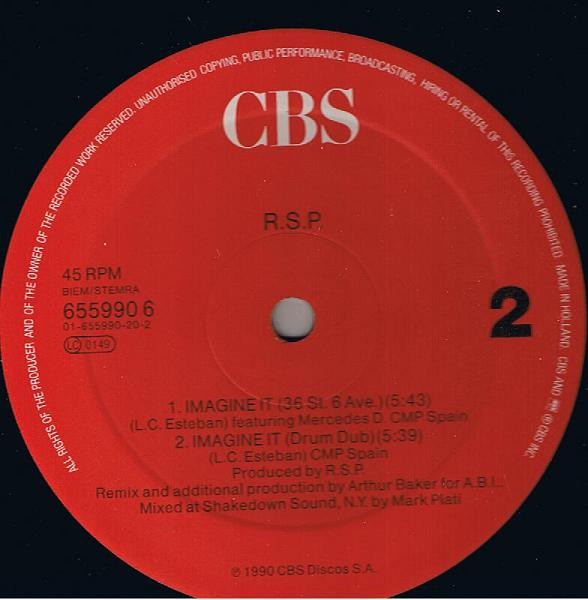 ALL RIGHTS OF THE PRODUCER AND OF THE OWNER OF THE RECORDED WORK RESERVED. UNAUTHORISED COPYING, PUBLIC PERFORMANCE, BROADCASTING, HIRING OR RENTAL OF THIS RECORDING PROHIBITED. MADE IN HOLLAND. CBS AND ® © CBS INC.
CBS
R.S.P.
45 RPM
BIEM/STEMRA
655990 6
01-655990-20-2
LC 0149
2
1. IMAGINE IT (36 St. 6 Ave.) (5:43)
(L.C. Esteban) featuring Mercedes D. CMP Spain
2. IMAGINE IT (Drum Dub) (5:39)
(L.C. Esteban) CMP Spain
Produced by R.S.P.
Remix and additional production by Arthur Baker for A.B.I.
Mixed at Shakedown Sound, N.Y. by Mark Plati
℗ 1990 CBS Discos S.A.